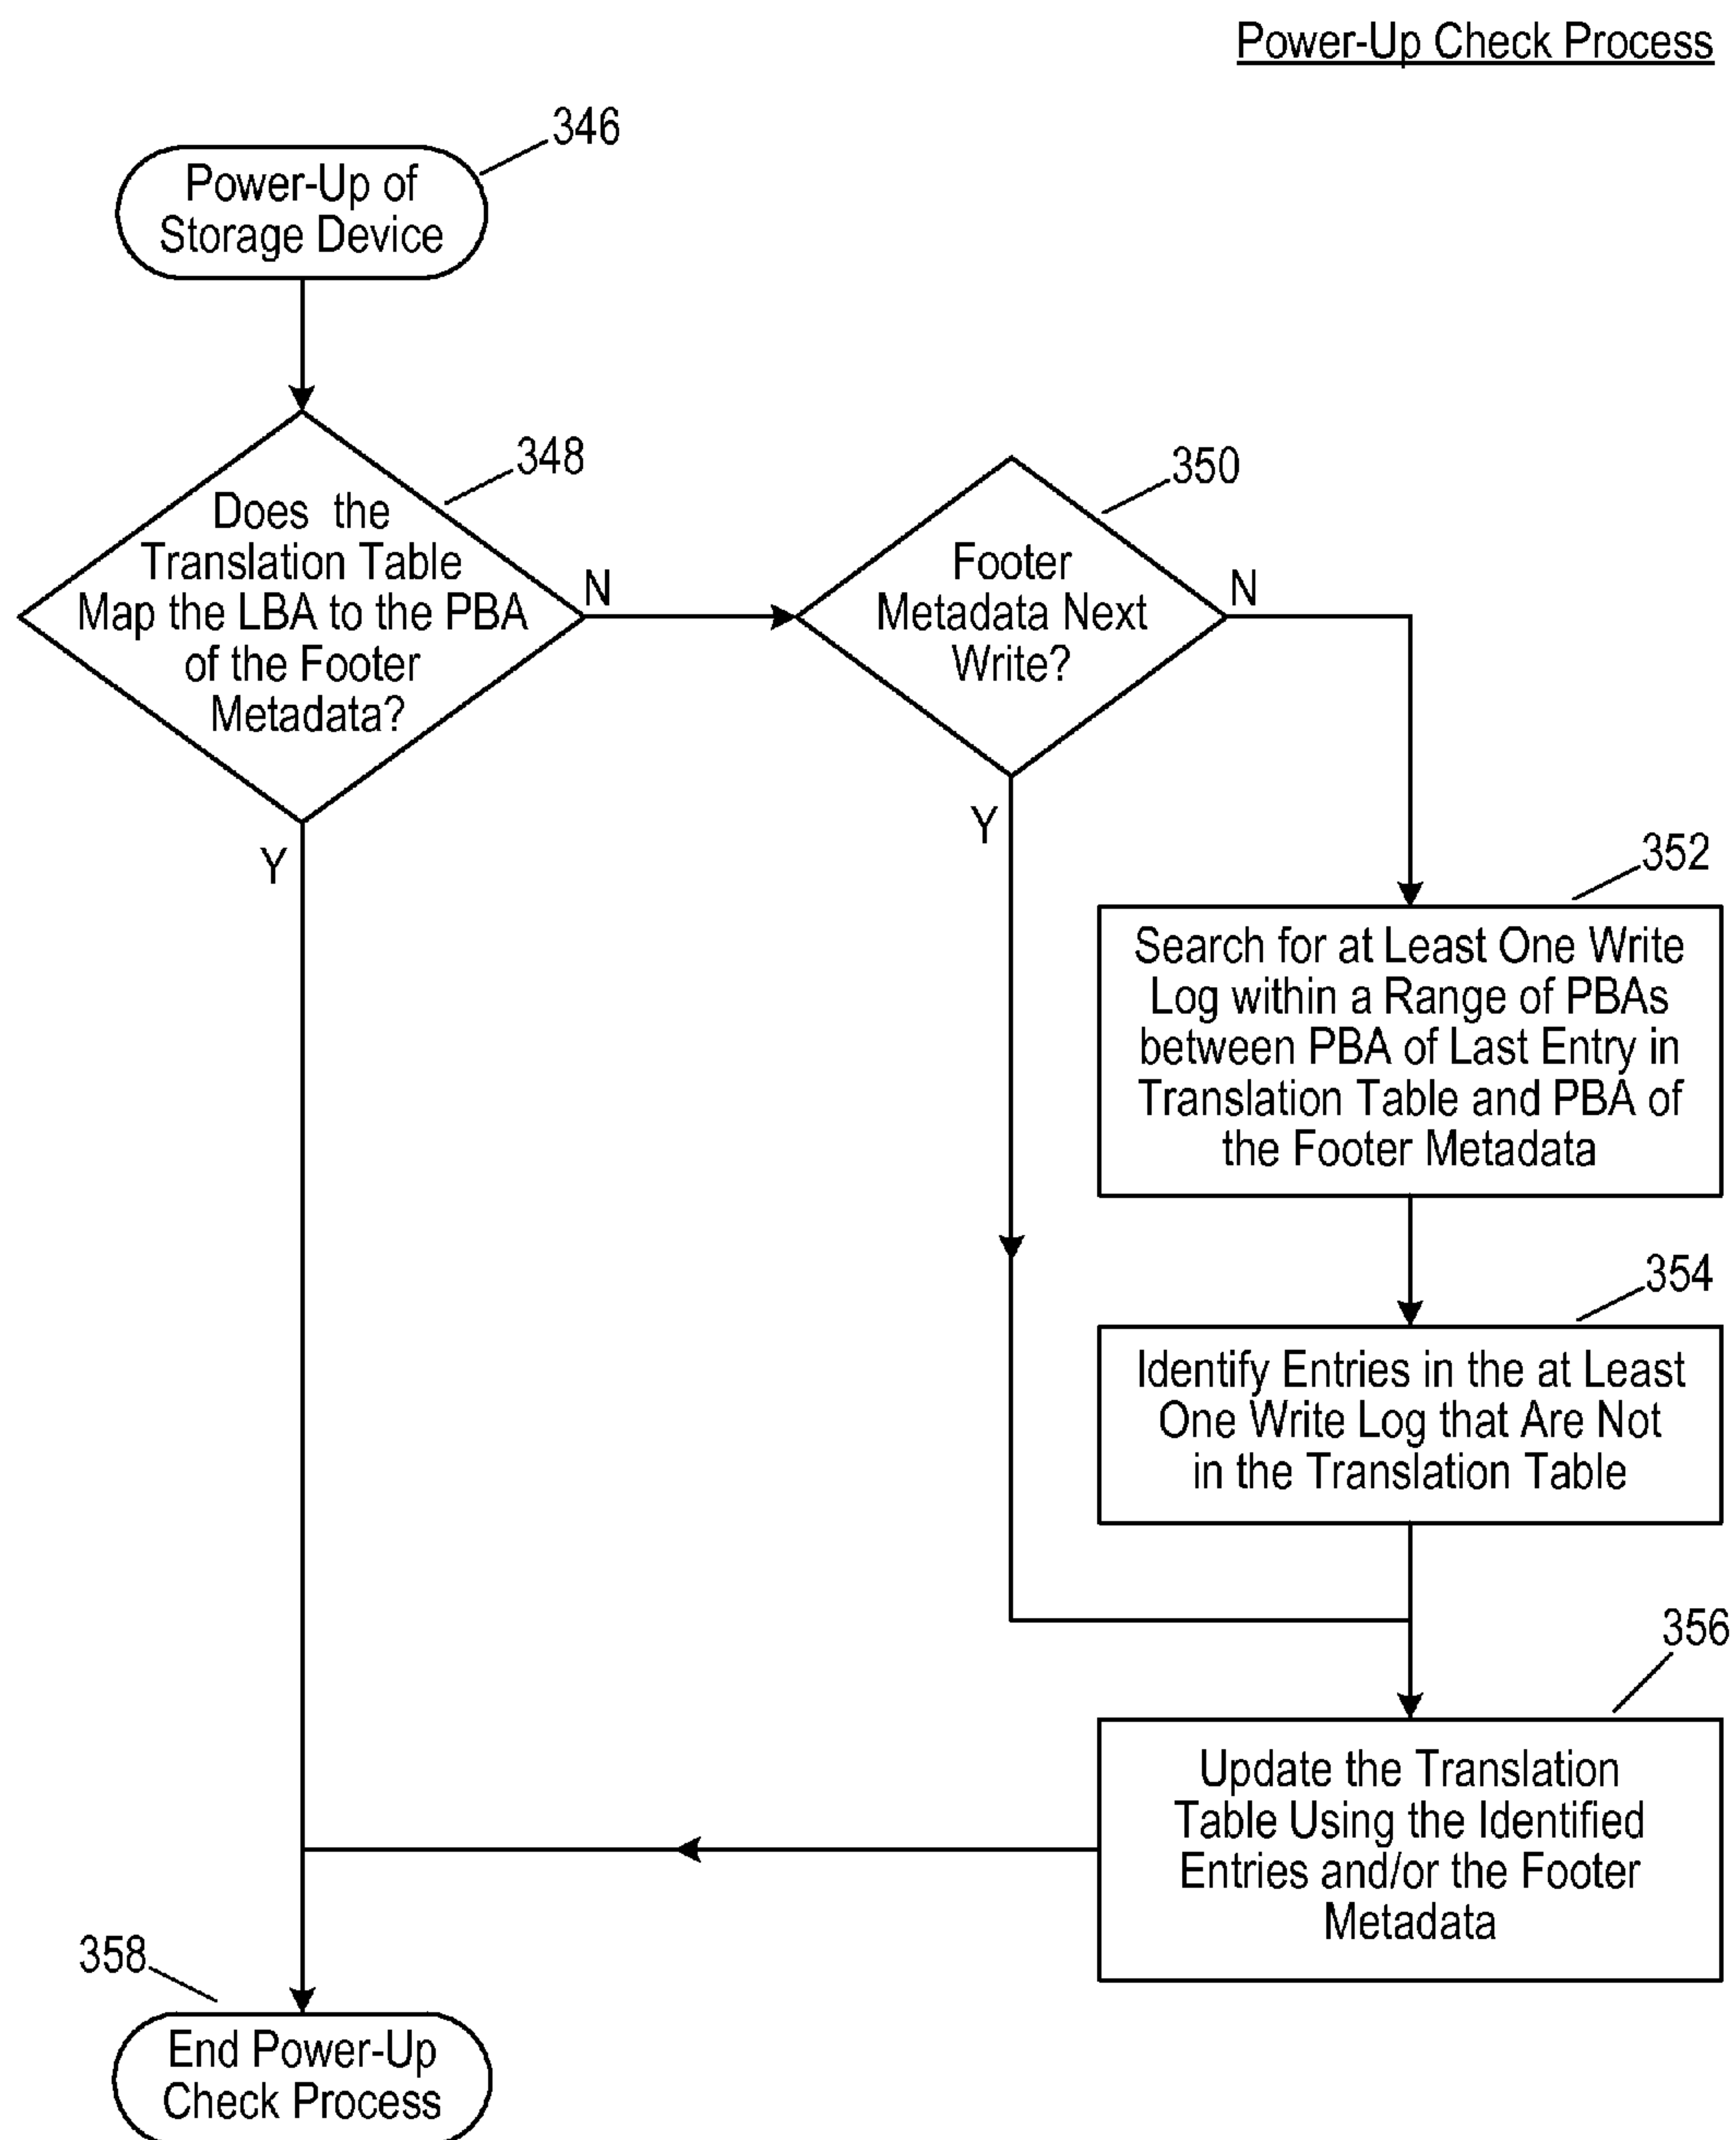 Power-Up Check Process
346
Power-Up of
Storage Device
348
Does the
Translation Table
Map the LBA to the PBA
of the Footer
Metadata?
N
Y
350
Footer
Metadata Next
Write?
N
Y
352
Search for at Least One Write
Log within a Range of PBAs
between PBA of Last Entry in
Translation Table and PBA of
the Footer Metadata
354
Identify Entries in the at Least
One Write Log that Are Not
in the Translation Table
356
Update the Translation
Table Using the Identified
Entries and/or the Footer
Metadata
358
End Power-Up
Check Process